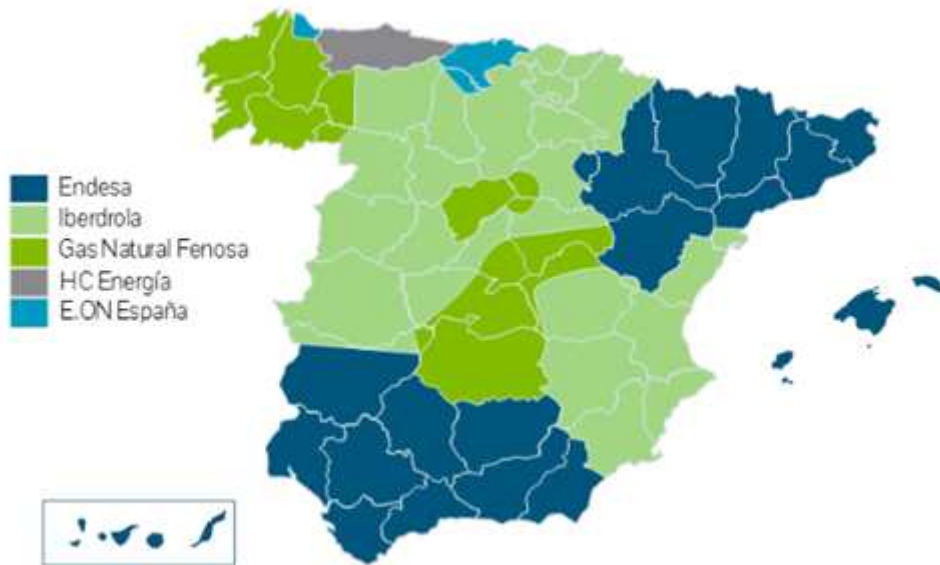 Endesa
Iberdrola
Gas Natural Fenosa
HC Energía
E.ON España